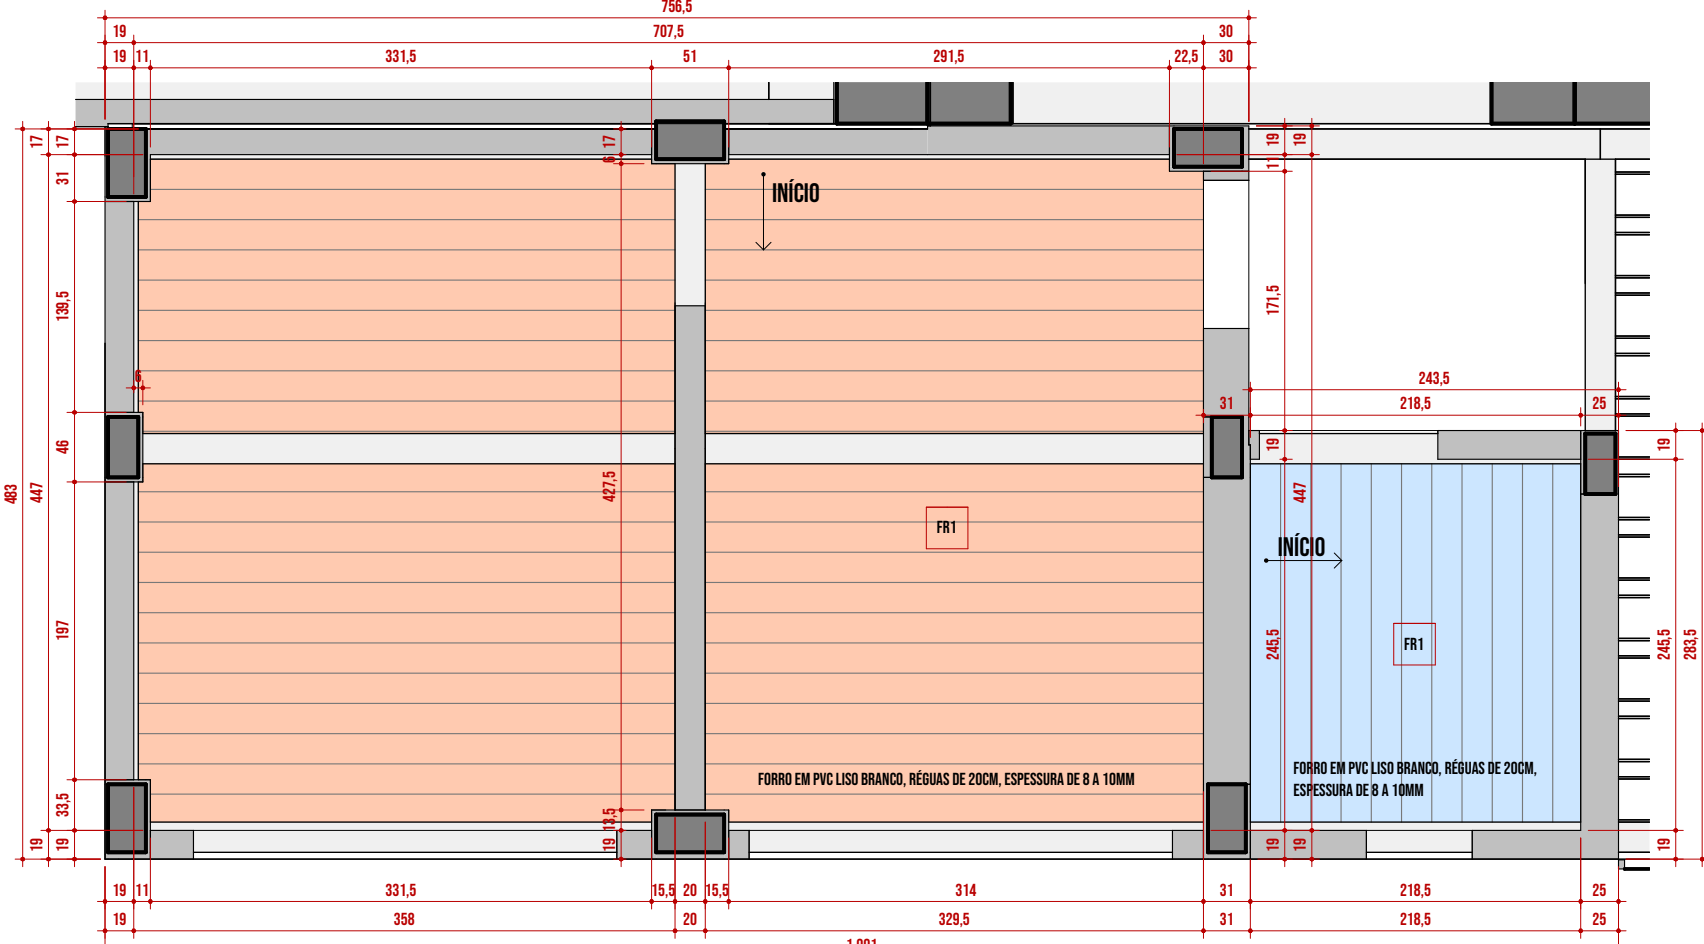 756,5
19 707,5 30
19 11 331,5 51 291,5 22,5 30
17 17 17 19 19
6 11
31
INÍCIO
139,5 171,5
6
243,5
31 218,5 25
46 19 19
483 447 427,5 447
FR1
INÍCIO
197 245,5 245,5 283,5
FR1
FORRO EM PVC LISO BRANCO, RÉGUAS DE 20CM, ESPESSURA DE 8 A 10MM
FORRO EM PVC LISO BRANCO, RÉGUAS DE 20CM,
ESPESSURA DE 8 A 10MM
33,5 13,5
19 19 19 19 19 19
19 11 331,5 15,5 20 15,5 314 31 218,5 25
19 358 20 329,5 31 218,5 25